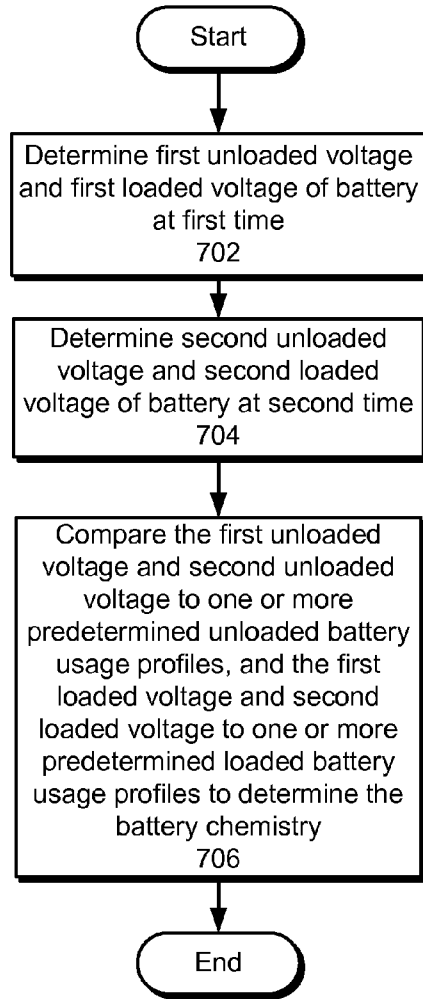 Start
Determine first unloaded voltage
and first loaded voltage of battery
at first time
702
Determine second unloaded
voltage and second loaded
voltage of battery at second time
704
Compare the first unloaded
voltage and second unloaded
voltage to one or more
predetermined unloaded battery
usage profiles, and the first
loaded voltage and second
loaded voltage to one or more
predetermined loaded battery
usage profiles to determine the
battery chemistry
706
End